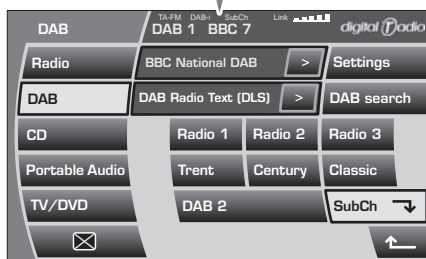 DAB
TA-FM DAB-i SubCh Link
DAB 1 BBC 7
digital radio
Radio
BBC National DAB >
Settings
DAB
DAB Radio Text (DLS) >
DAB search
CD
Radio 1
Radio 2
Radio 3
Portable Audio
Trent
Century
Classic
TV/DVD
DAB 2
SubCh